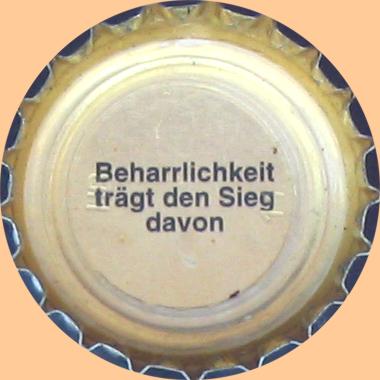 Beharrlichkeit
trägt den Sieg
davon